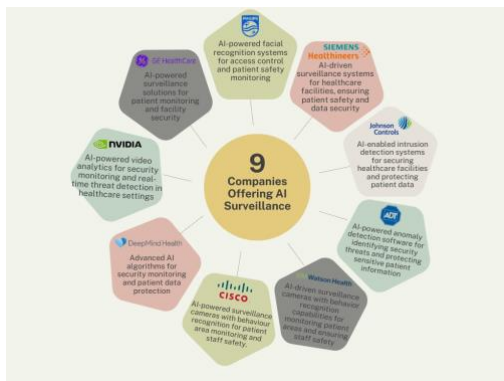 9
Companies
Offering AI
Surveillance
PHILIPS
AI-powered facial
recognition systems
for access control
and patient safety
monitoring
SIEMENS
Healthineers
AI-driven
surveillance systems
for healthcare
facilities, ensuring
patient safety and
data security
Johnson
Controls
AI-enabled intrusion
detection systems
for securing
healthcare facilities
and protecting
patient data
ADT
AI-powered anomaly
detection software for
identifying security
threats and protecting
sensitive patient
information
Watson Health
AI-driven surveillance
cameras with behavior
recognition
capabilities for
monitoring patient
areas and ensuring
staff safety
CISCO
AI-powered surveillance
cameras with behaviour
recognition for patient
area monitoring and
staff safety.
DeepMind Health
Advanced AI
algorithms for
security monitoring
and patient data
protection
NVIDIA
AI-powered video
analytics for security
monitoring and real-
time threat detection in
healthcare settings
GE HealthCare
AI-powered
surveillance
solutions for
patient monitoring
and facility
security